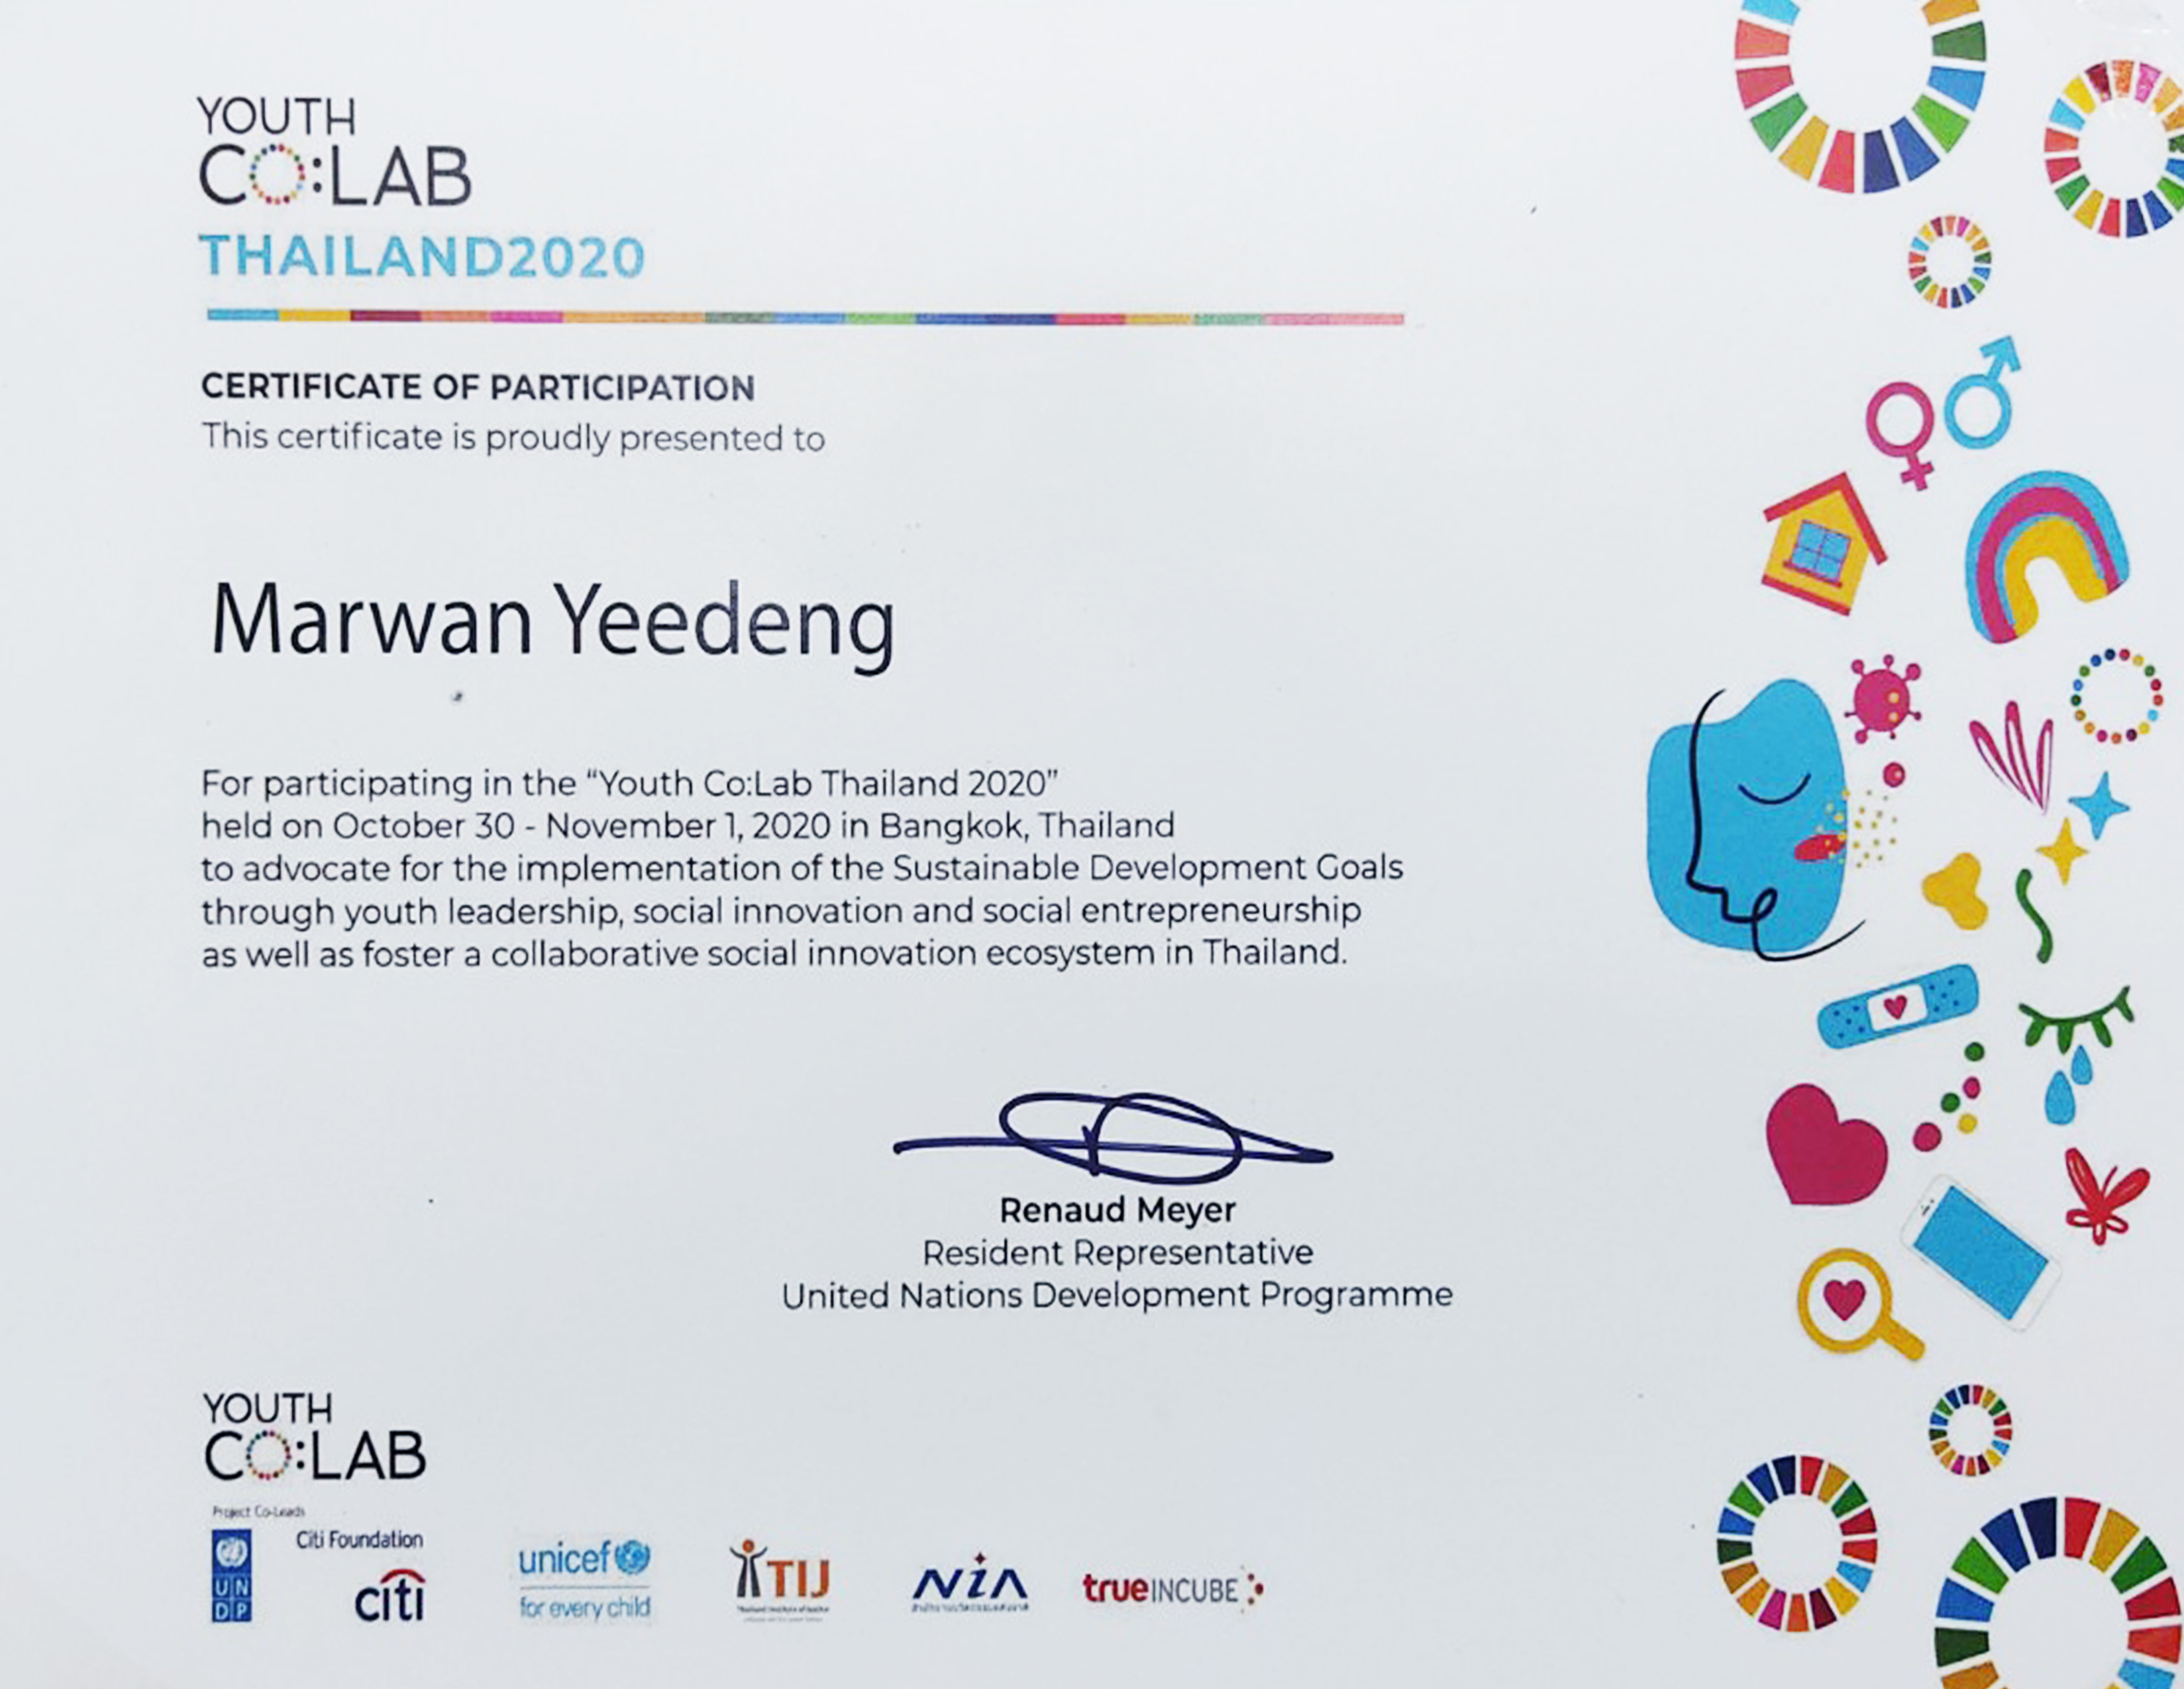 YOUTH
CO:LAB
THAILAND2020
CERTIFICATE OF PARTICIPATION
This certificate is proudly presented to
Marwan Yeedeng
For participating in the “Youth Co:Lab Thailand 2020”
held on October 30 - November 1, 2020 in Bangkok, Thailand
to advocate for the implementation of the Sustainable Development Goals
through youth leadership, social innovation and social entrepreneurship
as well as foster a collaborative social innovation ecosystem in Thailand.
Renaud Meyer
Resident Representative
United Nations Development Programme
YOUTH
CO:LAB
Project Co-Leads
UN
DP
Citi Foundation
citi
unicef
for every child
TIJ
NIA
trueINCUBE